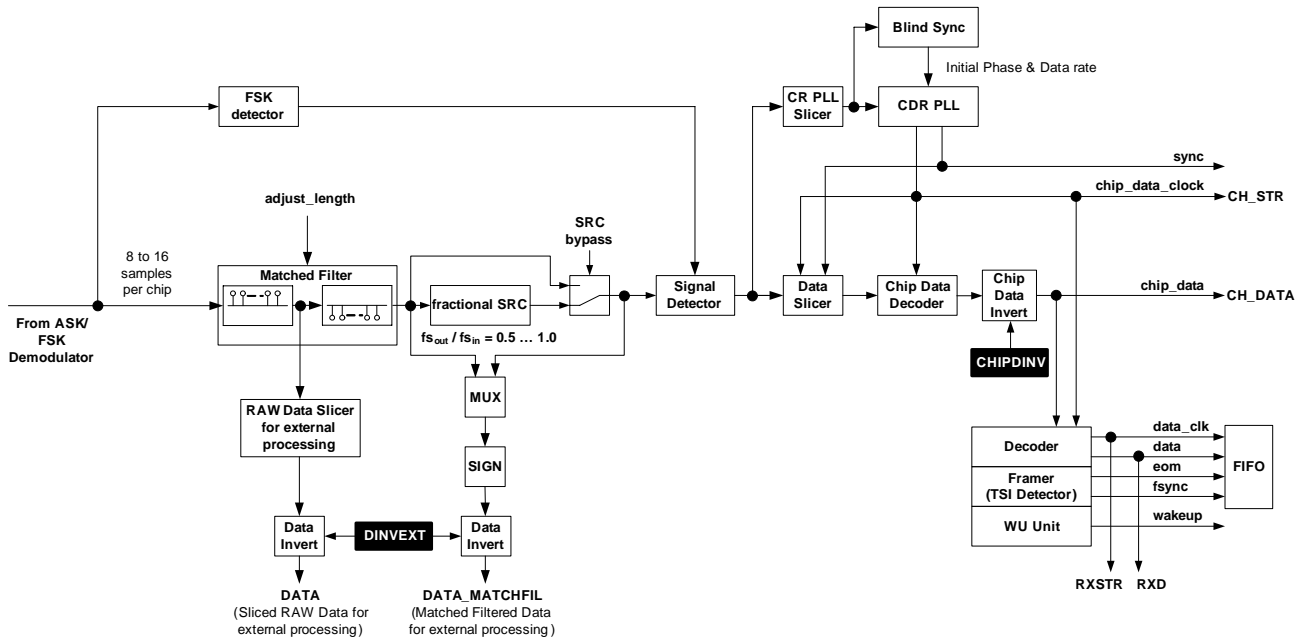 Blind Sync
Initial Phase & Data rate
FSK
detector
CR PLL
Slicer
CDR PLL
sync
adjust_length
chip_data_clock
CH_STR
SRC
bypass
8 to 16
samples
per chip
Matched Filter
fractional SRC
Signal
Detector
Data
Slicer
Chip Data
Decoder
Chip
Data
Invert
chip_data
CH_DATA
From ASK/
FSK
Demodulator
fsout / fsin = 0.5 … 1.0
CHIPDINV
MUX
RAW Data Slicer
for external
processing
SIGN
Decoder
Framer
(TSI Detector)
WU Unit
data_clk
data
eom
fsync
wakeup
FIFO
Data
Invert
DINVEXT
Data
Invert
RXSTR
RXD
DATA
(Sliced RAW Data for
external processing)
DATA_MATCHFIL
(Matched Filtered Data
for external processing)